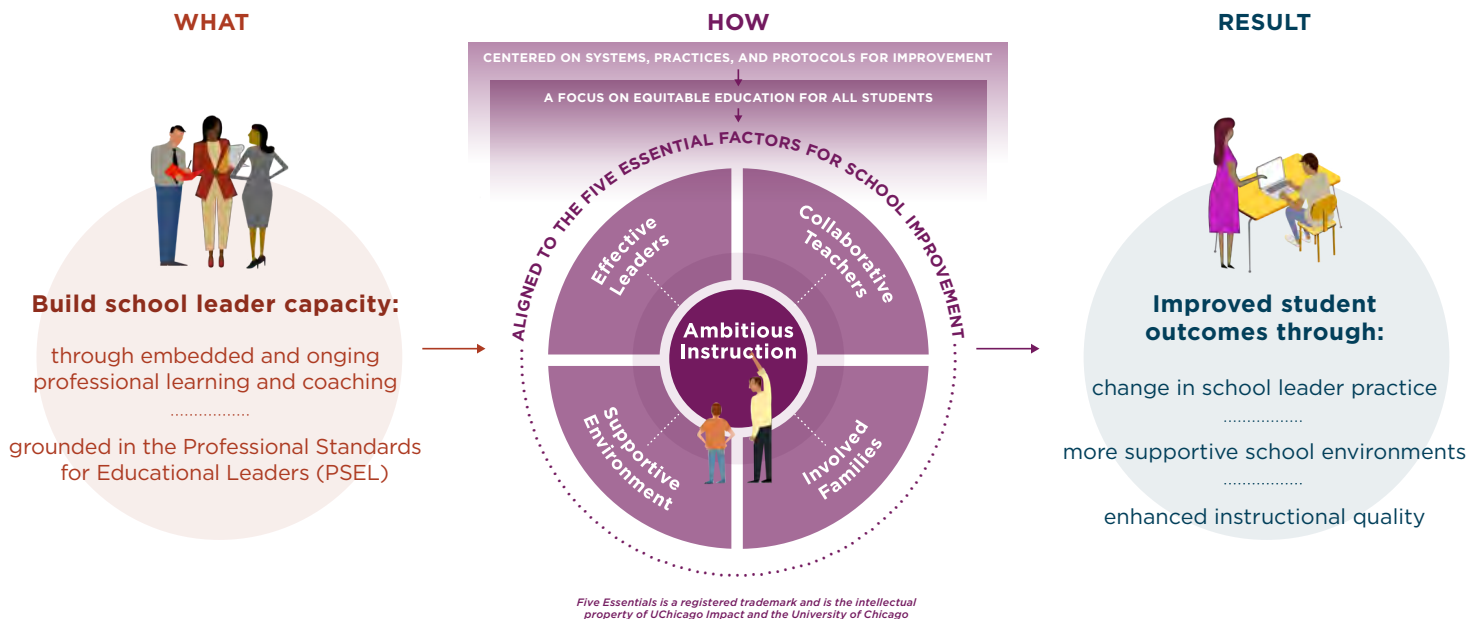 WHAT
Build school leader capacity:
through embedded and ongoing
professional learning and coaching
grounded in the Professional Standards
for Educational Leaders (PSEL)
HOW
CENTERED ON SYSTEMS, PRACTICES, AND PROTOCOLS FOR IMPROVEMENT
A FOCUS ON EQUITABLE EDUCATION FOR ALL STUDENTS
ALIGNED TO THE FIVE ESSENTIAL FACTORS FOR SCHOOL IMPROVEMENT
Effective
Leaders
Collaborative
Teachers
Ambitious
Instruction
Supportive
Environment
Involved
Families
Five Essentials is a registered trademark and is the intellectual
property of UChicago Impact and the University of Chicago
RESULT
Improved student
outcomes through:
change in school leader practice
more supportive school environments
enhanced instructional quality